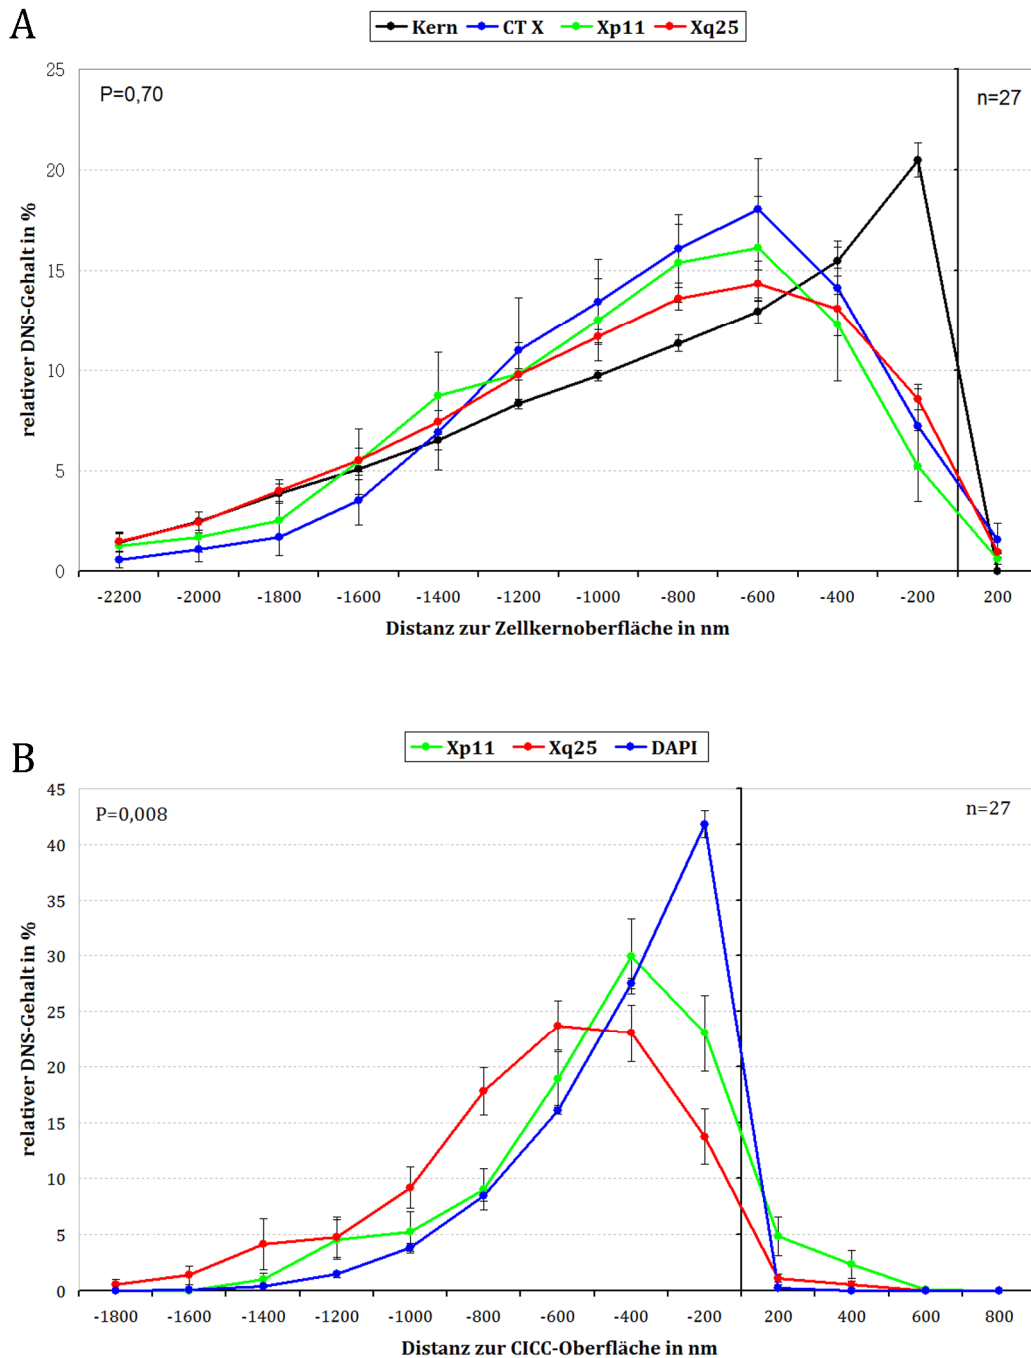 A
Kern CT X Xp11 Xq25
25
P=0,70
n=27
20
15
10
5
0
relativer DNS-Gehalt in %
-2200 -2000 -1800 -1600 -1400 -1200 -1000 -800 -600 -400 -200 200
Distanz zur Zellkernoberfläche in nm
B
Xp11 Xq25 DAPI
45
P=0,008
n=27
40
35
30
25
20
15
10
5
0
relativer DNS-Gehalt in %
-1800 -1600 -1400 -1200 -1000 -800 -600 -400 -200 200 400 600 800
Distanz zur CICC-Oberfläche in nm